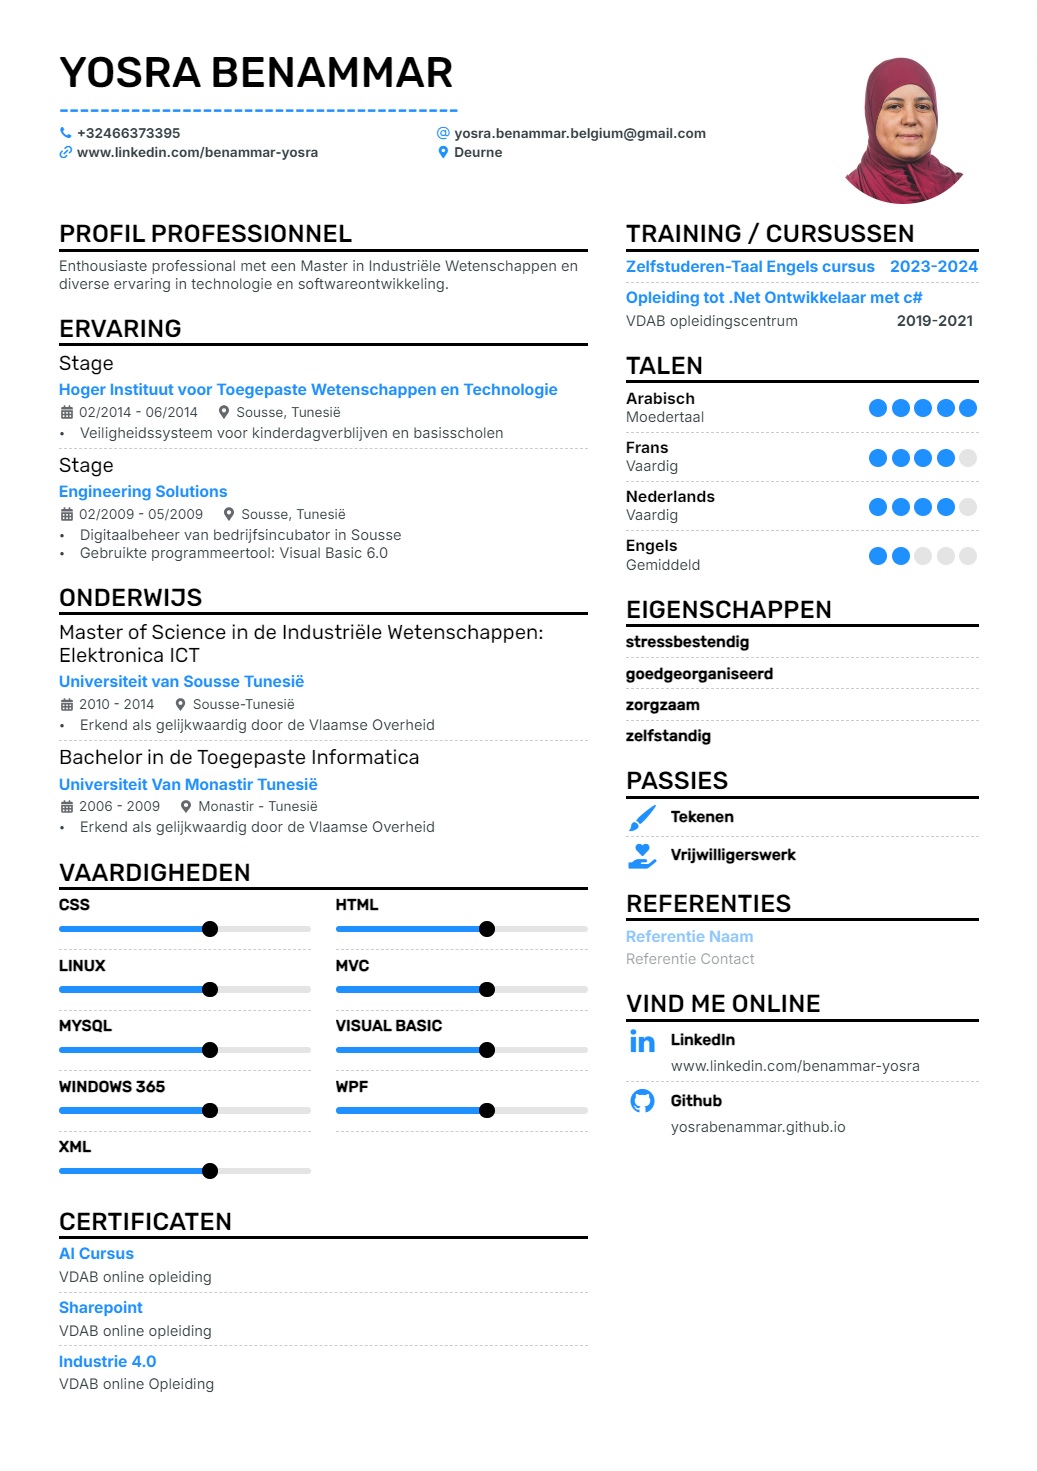 YOSRA BENAMMAR
+32466373395
yosra.benammar.belgium@gmail.com
www.linkedin.com/benammar-yosra
Deurne
PROFIL PROFESSIONNEL
Enthousiaste professional met een Master in Industriële Wetenschappen en
diverse ervaring in technologie en softwareontwikkeling.
ERVARING
Stage
Hoger Instituut voor Toegepaste Wetenschappen en Technologie
02/2014 - 06/2014 Sousse, Tunesië
• Veiligheidssysteem voor kinderdagverblijven en basisscholen
Stage
Engineering Solutions
02/2009 - 05/2009 Sousse, Tunesië
• Digitaalbeheer van bedrijfsincubator in Sousse
• Gebruikte programmeertool: Visual Basic 6.0
ONDERWIJS
Master of Science in de Industriële Wetenschappen:
Elektronica ICT
Universiteit van Sousse Tunesië
2010 - 2014 Sousse-Tunesië
• Erkend als gelijkwaardig door de Vlaamse Overheid
Bachelor in de Toegepaste Informatica
Universiteit Van Monastir Tunesië
2006 - 2009 Monastir - Tunesië
• Erkend als gelijkwaardig door de Vlaamse Overheid
VAARDIGHEDEN
CSS
HTML
LINUX
MVC
MYSQL
VISUAL BASIC
WINDOWS 365
WPF
XML
CERTIFICATEN
AI Cursus
VDAB online opleiding
Sharepoint
VDAB online opleiding
Industrie 4.0
VDAB online Opleiding
TRAINING / CURSUSSEN
Zelfstuderen-Taal Engels cursus 2023-2024
Opleiding tot .Net Ontwikkelaar met c#
VDAB opleidingscentrum 2019-2021
TALEN
Arabisch
Moedertaal
Frans
Vaardig
Nederlands
Vaardig
Engels
Gemiddeld
EIGENSCHAPPEN
stressbestendig
goedgeorganiseerd
zorgzaam
zelfstandig
PASSIES
Tekenen
Vrijwilligerswerk
REFERENTIES
Referentie Naam
Referentie Contact
VIND ME ONLINE
LinkedIn
www.linkedin.com/benammar-yosra
Github
yosrabenammar.github.io